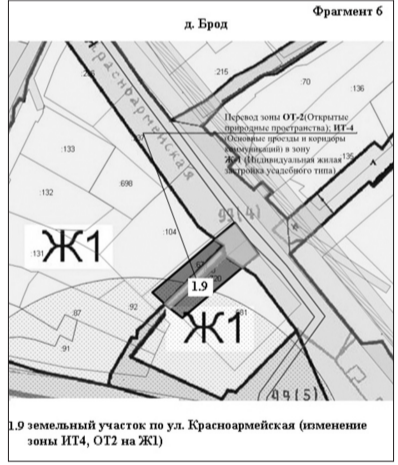 Фрагмент 6
д. Брод
Красноармейская
:215
:70
:136
Перевод зоны ОТ-2(Открытые
природные пространства); ИТ-4
(Основные проезды и коридоры
коммуникаций) в зону
Ж-1 (Индивидуальная жилая
застройка усадебного типа)
:133
:132
:698
:104
:131
Ж1
1.9
:92
87
Ж1
:91
1.9 земельный участок по ул. Красноармейская (изменение
зоны ИТ4, ОТ2 на Ж1)